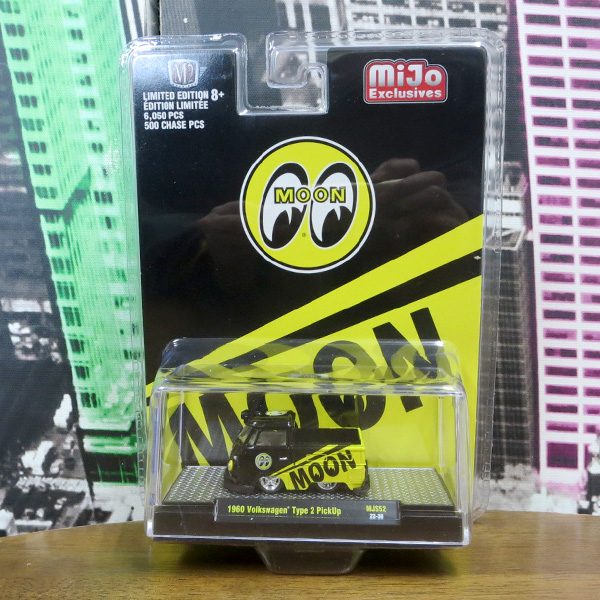 M2
LIMITED EDITION 8+
ÉDITION LIMITÉE
6,050 PCS
500 CHASE PCS
MiJo
Exclusives
MOON
MOON
MOON
1960 Volkswagen® Type 2 PickUp
MJS52